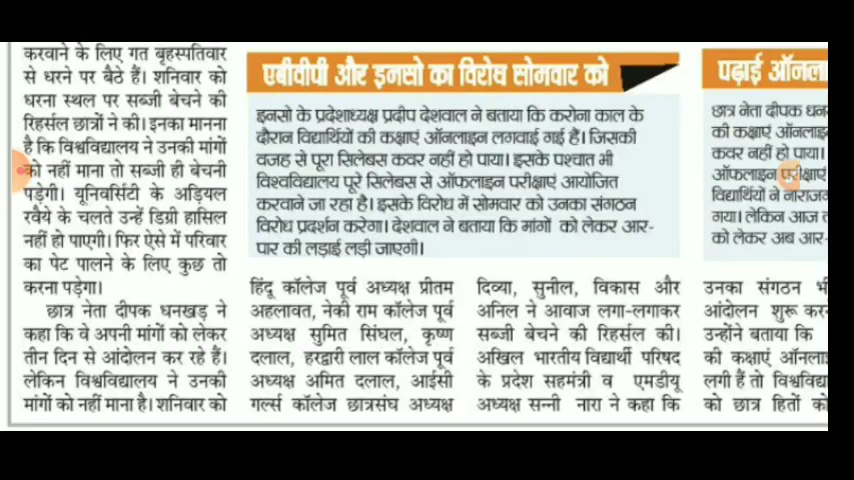 करवाने के लिए गत बृहस्पतिवार
से धरने पर बैठे हैं। शनिवार को
धरना स्थल पर सब्जी बेचने की
रिहर्सल छात्रों ने की। इनका मानना
है कि विश्वविद्यालय ने उनकी मांगों
को नहीं माना तो सब्जी ही बेचनी
पड़ेगी। यूनिवर्सिटी के अड़ियल
रवैये के चलते उन्हें डिग्री हासिल
नहीं हो पाएगी। फिर ऐसे में परिवार
का पेट पालने के लिए कुछ तो
करना पड़ेगा।
छात्र नेता दीपक धनखड़ ने
कहा कि वे अपनी मांगों को लेकर
तीन दिन से आंदोलन कर रहे हैं।
लेकिन विश्वविद्यालय ने उनकी
मांगों को नहीं माना है। शनिवार को
एबीवीपी और इनसो का विरोध सोमवार को
इनसो के प्रदेशाध्यक्ष प्रदीप देशवाल ने बताया कि करोना काल के
दौरान विद्यार्थियों की कक्षाएं ऑनलाइन लगवाई गई हैं। जिसकी
वजह से पूरा सिलेबस कवर नहीं हो पाया। इसके पश्चात भी
विश्वविद्यालय पूरे सिलेबस से ऑफलाइन परीक्षाएं आयोजित
करवाने जा रहा है। इसके विरोध में सोमवार को उनका संगठन
विरोध प्रदर्शन करेगा। देशवाल ने बताया कि मांगों को लेकर आर-
पार की लड़ाई लड़ी जाएगी।
हिंदू कॉलेज पूर्व अध्यक्ष प्रीतम
अहलावत, नेकी राम कॉलेज पूर्व
अध्यक्ष सुमित सिंघल, कृष्ण
दलाल, हरद्वारी लाल कॉलेज पूर्व
अध्यक्ष अमित दलाल, आईसी
गर्ल्स कॉलेज छात्रसंघ अध्यक्ष
दिव्या, सुनील, विकास और
अनिल ने आवाज लगा-लगाकर
सब्जी बेचने की रिहर्सल की।
अखिल भारतीय विद्यार्थी परिषद
के प्रदेश सहमंत्री व एमडीयू
अध्यक्ष सन्नी नारा ने कहा कि
पढ़ाई ऑनला
छात्र नेता दीपक धन
की कक्षाएं ऑनलाइन
कवर नहीं हो पाया।
ऑफलाइन परीक्षाएं
विद्यार्थियों ने नाराज
गया। लेकिन आज
को लेकर अब आर-
उनका संगठन भी
आंदोलन शुरू कर
उन्होंने बताया कि
की कक्षाएं ऑनला
लगी हैं तो विश्वविद्य
को छात्र हितों को